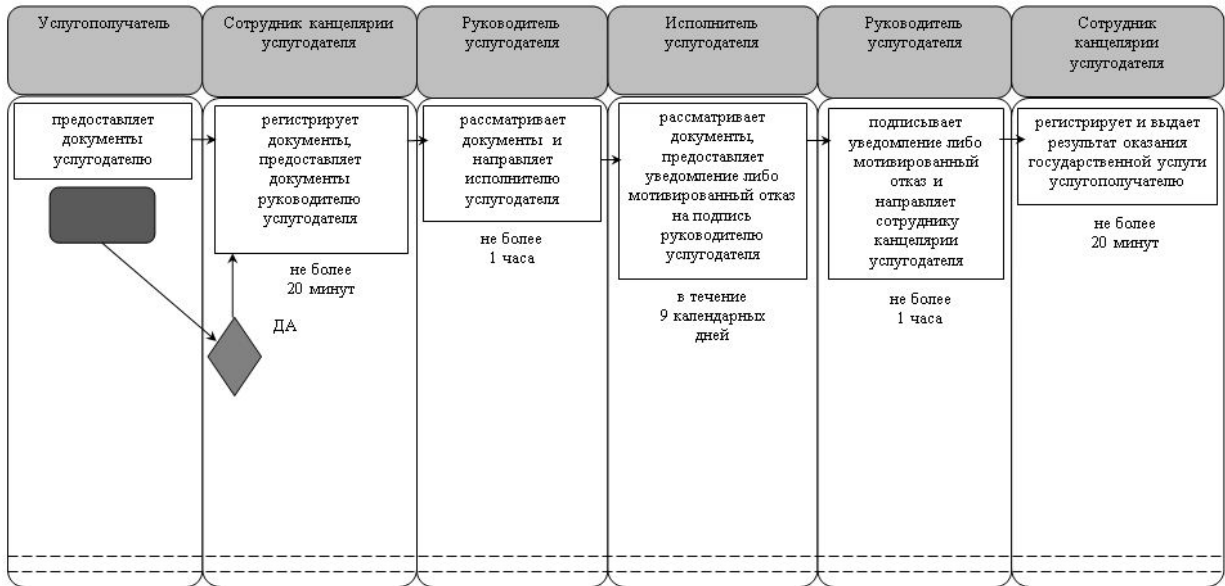 Услугополучатель
Сотрудник канцелярии
услугодателя
Руководитель
услугодателя
Исполнитель
услугодателя
Руководитель
услугодателя
Сотрудник
канцелярии
услугодателя
предоставляет
документы
услугодателю
регистрирует
документы,
предоставляет
документы
руководителю
услугодателя
не более
20 минут
ДА
рассматривает
документы и
направляет
исполнителю
услугодателя
не более
1 часа
рассматривает
документы,
предоставляет
уведомление либо
мотивированный отказ
на подпись
руководителю
услугодателя
в течение
9 календарных
дней
подписывает
уведомление либо
мотивированный
отказ и
направляет
сотруднику
канцелярии
услугодателя
не более
1 часа
регистрирует и выдает
результат оказания
государственной услуги
услугополучателю
не более
20 минут